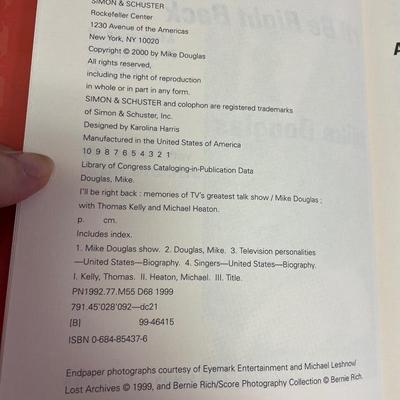 SIMON & SCHUSTER
Rockefeller Center
1230 Avenue of the Americas
New York, NY 10020
Copyright © 2000 by Mike Douglas
All rights reserved,
including the right of reproduction
in whole or in part in any form.
SIMON & SCHUSTER and colophon are registered trademarks
of Simon & Schuster, Inc.
Designed by Karolina Harris
Manufactured in the United States of America
10 9 8 7 6 5 4 3 2 1
Library of Congress Cataloging-in-Publication Data
Douglas, Mike.
I'll be right back : memories of TV's greatest talk show / Mike Douglas ;
with Thomas Kelly and Michael Heaton.
p. cm.
Includes index.
1. Mike Douglas show. 2. Douglas, Mike. 3. Television personalities
—United States—Biography. 4. Singers—United States—Biography.
I. Kelly, Thomas. II. Heaton, Michael. III. Title.
PN1992.77.M55 D68 1999
791.45'028'092—dc21
[B] 99-46415
ISBN 0-684-85437-6
Endpaper photographs courtesy of Eyemark Entertainment and Michael Leshnov/
Lost Archives © 1999, and Bernie Rich/Score Photography Collection © Bernie Rich.
A